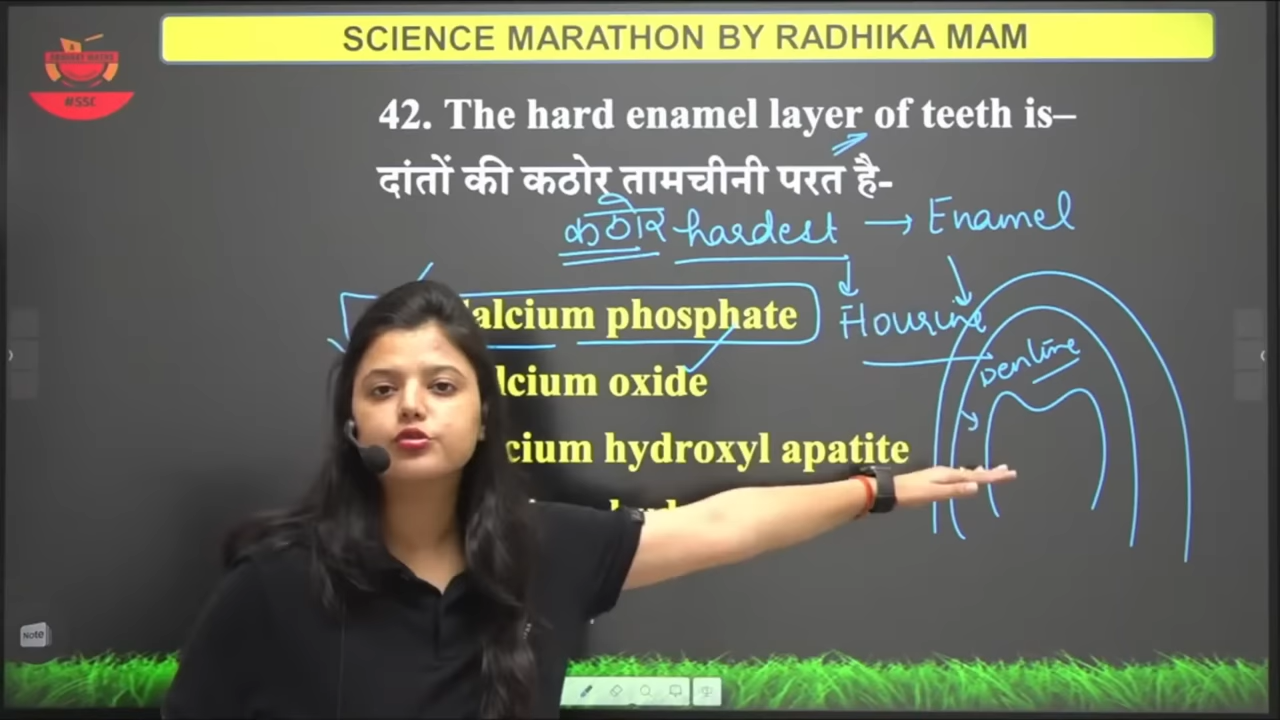 SCIENCE MARATHON BY RADHIKA MAM
#SSC
42. The hard enamel layer of teeth is–
दांतों की कठोर तामचीनी परत है-
कठोर hardest → Enamel
alcium phosphate
Flourine
Dentine
lcium oxide
cium hydroxyl apatite
Note